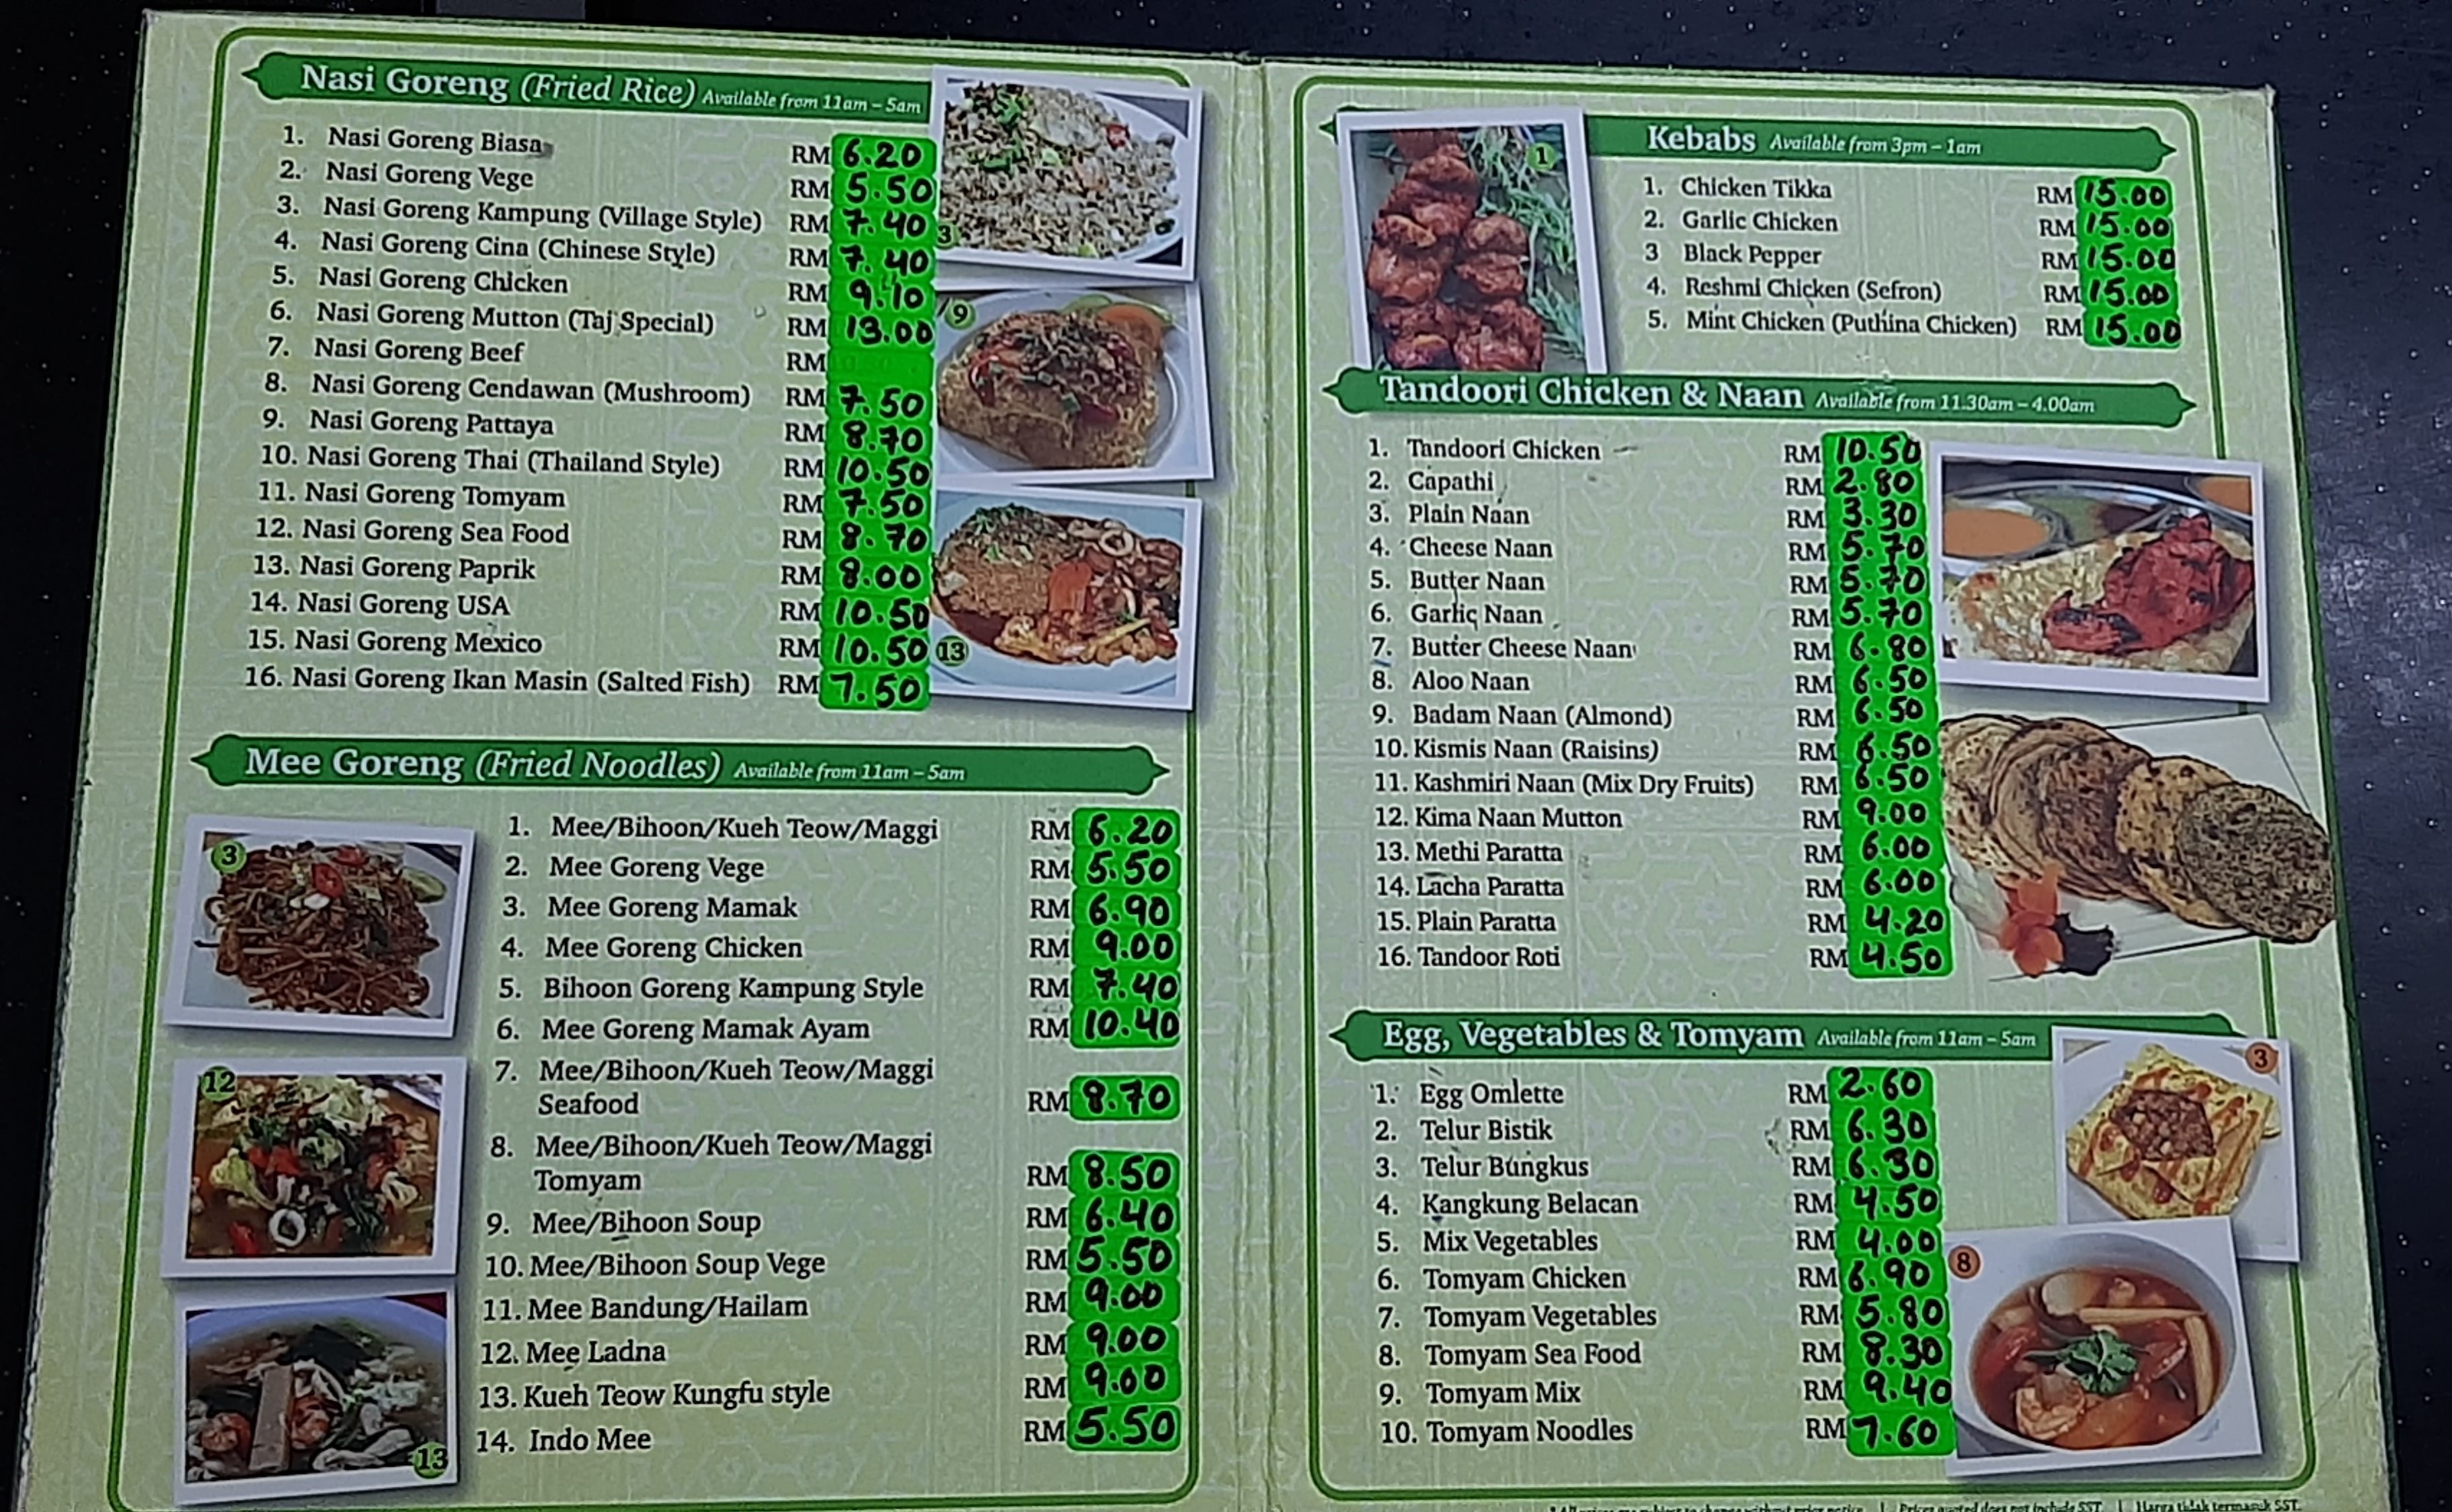 Nasi Goreng (Fried Rice) Available from 11am – 5am
1. Nasi Goreng Biasa RM 6.20
2. Nasi Goreng Vege RM 5.50
3. Nasi Goreng Kampung (Village Style) RM 7.40
4. Nasi Goreng Cina (Chinese Style) RM 7.40
5. Nasi Goreng Chicken RM 9.10
6. Nasi Goreng Mutton (Taj Special) RM 13.00
7. Nasi Goreng Beef RM
8. Nasi Goreng Cendawan (Mushroom) RM 7.50
9. Nasi Goreng Pattaya RM 8.70
10. Nasi Goreng Thai (Thailand Style) RM 10.50
11. Nasi Goreng Tomyam RM 7.50
12. Nasi Goreng Sea Food RM 8.70
13. Nasi Goreng Paprik RM 8.00
14. Nasi Goreng USA RM 10.50
15. Nasi Goreng Mexico RM 10.50
16. Nasi Goreng Ikan Masin (Salted Fish) RM 7.50
3
9
13
Mee Goreng (Fried Noodles) Available from 11am – 5am
1. Mee/Bihoon/Kueh Teow/Maggi RM 6.20
2. Mee Goreng Vege RM 5.50
3. Mee Goreng Mamak RM 6.90
4. Mee Goreng Chicken RM 9.00
5. Bihoon Goreng Kampung Style RM 7.40
6. Mee Goreng Mamak Ayam RM 10.40
7. Mee/Bihoon/Kueh Teow/Maggi
Seafood RM 8.70
8. Mee/Bihoon/Kueh Teow/Maggi
Tomyam RM 8.50
9. Mee/Bihoon Soup RM 6.40
10. Mee/Bihoon Soup Vege RM 5.50
11. Mee Bandung/Hailam RM 9.00
12. Mee Ladna RM 9.00
13. Kueh Teow Kungfu style RM 9.00
14. Indo Mee RM 5.50
3
12
13
Kebabs Available from 3pm – 1am
1
1. Chicken Tikka RM 15.00
2. Garlic Chicken RM 15.00
3 Black Pepper RM 15.00
4. Reshmi Chicken (Sefron) RM 15.00
5. Mint Chicken (Puthina Chicken) RM 15.00
Tandoori Chicken & Naan Available from 11.30am – 4.00am
1. Tandoori Chicken RM 10.50
2. Capathi RM 2.80
3. Plain Naan RM 3.30
4. Cheese Naan RM 5.70
5. Butter Naan RM 5.70
6. Garlic Naan RM 5.70
7. Butter Cheese Naan RM 6.80
8. Aloo Naan RM 6.50
9. Badam Naan (Almond) RM 6.50
10. Kismis Naan (Raisins) RM 6.50
11. Kashmiri Naan (Mix Dry Fruits) RM 6.50
12. Kima Naan Mutton RM 9.00
13. Methi Paratta RM 6.00
14. Lacha Paratta RM 6.00
15. Plain Paratta RM 4.20
16. Tandoor Roti RM 4.50
Egg, Vegetables & Tomyam Available from 11am – 5am
1. Egg Omlette RM 2.60
2. Telur Bistik RM 6.30
3. Telur Bungkus RM 6.30
4. Kangkung Belacan RM 4.50
5. Mix Vegetables RM 4.00
6. Tomyam Chicken RM 6.90
7. Tomyam Vegetables RM 5.80
8. Tomyam Sea Food RM 8.30
9. Tomyam Mix RM 9.40
10. Tomyam Noodles RM 7.60
3
8
* All prices are subject to change without prior notice. | Prices quoted does not include SST. | Harga tidak termasuk SST.